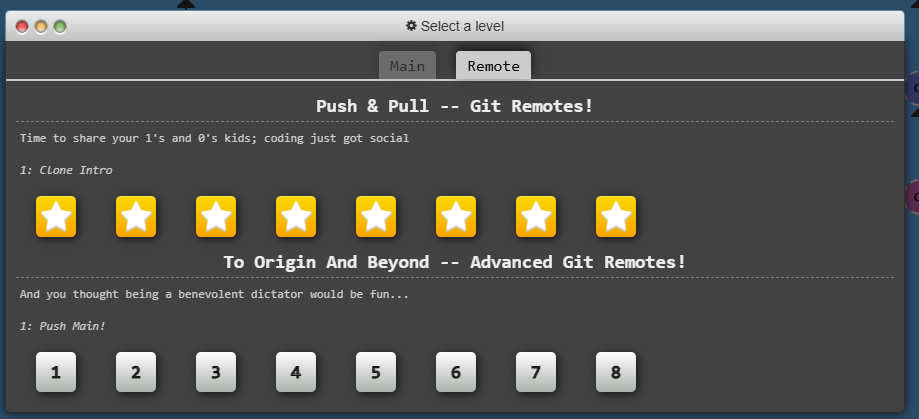 Select a level
Main
Remote
Push & Pull -- Git Remotes!
Time to share your 1's and 0's kids; coding just got social
1: Clone Intro
To Origin And Beyond -- Advanced Git Remotes!
And you thought being a benevolent dictator would be fun...
1: Push Main!
1 2 3 4 5 6 7 8